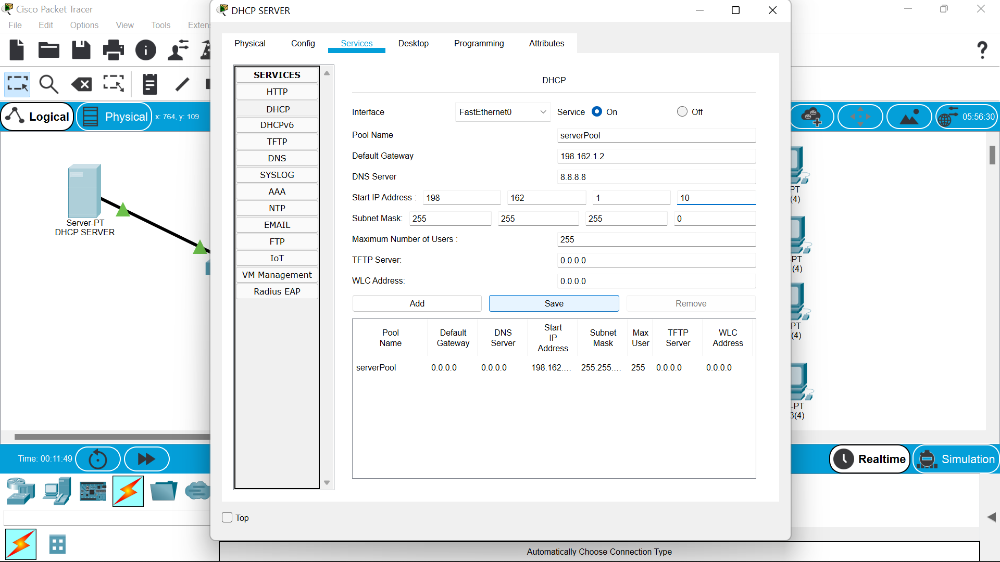 Cisco Packet Tracer
File Edit Options View Tools Exten
Logical
Physical
x: 764, y: 109
Server-PT
DHCP SERVER
Time: 00:11:49
DHCP SERVER
Physical Config Services Desktop Programming Attributes
SERVICES
HTTP
DHCP
DHCPv6
TFTP
DNS
SYSLOG
AAA
NTP
EMAIL
FTP
IoT
VM Management
Radius EAP
DHCP
Interface FastEthernet0 Service On Off
Pool Name serverPool
Default Gateway 198.162.1.2
DNS Server 8.8.8.8
Start IP Address : 198 162 1 10
Subnet Mask: 255 255 255 0
Maximum Number of Users : 255
TFTP Server: 0.0.0.0
WLC Address: 0.0.0.0
Add Save Remove
Pool Name Default Gateway DNS Server Start IP Address Subnet Mask Max User TFTP Server WLC Address
serverPool 0.0.0.0 0.0.0.0 198.162.... 255.255.... 255 0.0.0.0 0.0.0.0
Top
?
05:56:30
PT
(4)
-PT
(4)
PT
(4)
-PT
3(4)
Realtime
Simulation
Automatically Choose Connection Type